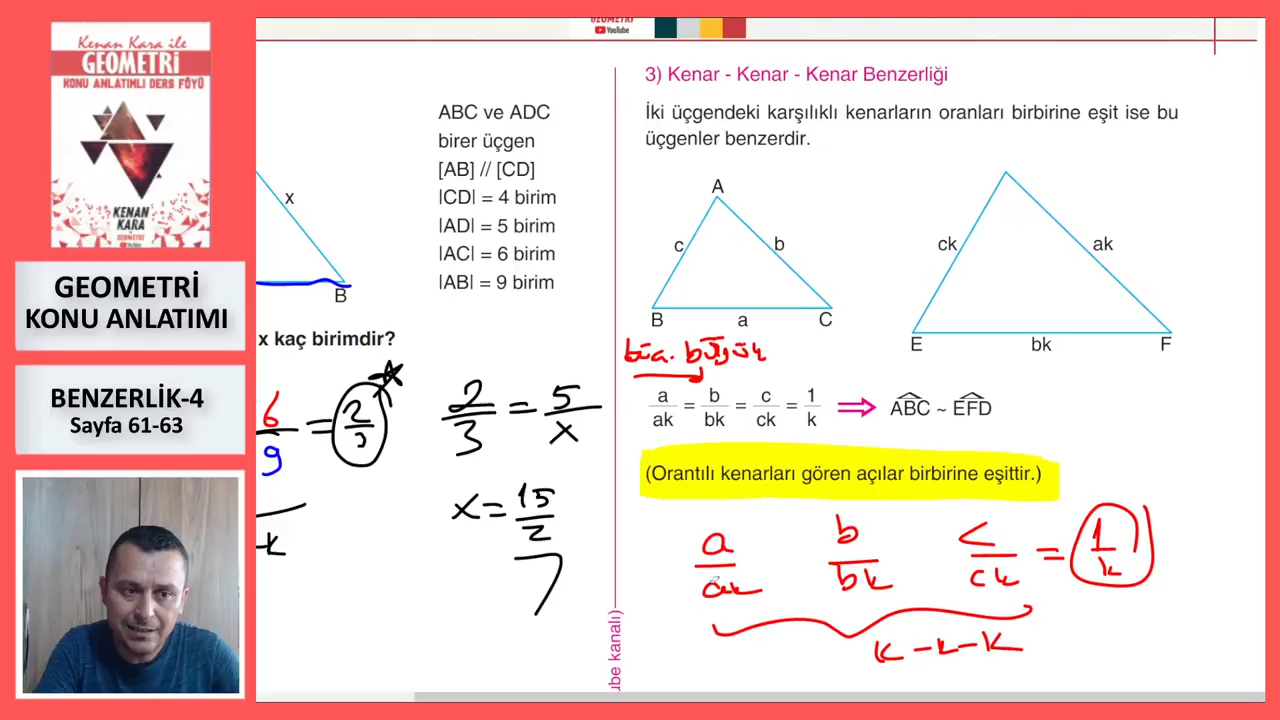 Kenan Kara ile
GEOMETRİ
KONU ANLATIMLI DERS FÖYÜ
KENAN
KARA
GEOMETRİ
KONU ANLATIMI
BENZERLİK-4
Sayfa 61-63
GEOMETRİ
YouTube
x
B
ABC ve ADC
birer üçgen
[AB] // [CD]
|CD| = 4 birim
|AD| = 5 birim
|AC| = 6 birim
|AB| = 9 birim
x kaç birimdir?
6/9 = 2/3
k
2/3 = 5/x
x = 15/2
3) Kenar - Kenar - Kenar Benzerliği
İki üçgendeki karşılıklı kenarların oranları birbirine eşit ise bu
üçgenler benzerdir.
A
c b
B a C
ck ak
E bk F
a/ak = b/bk = c/ck = 1/k ⇒ ABC ~ EFD
(Orantılı kenarları gören açılar birbirine eşittir.)
a/ak b/bk c/ck = 1/k
K-K-K
ube kanalı)